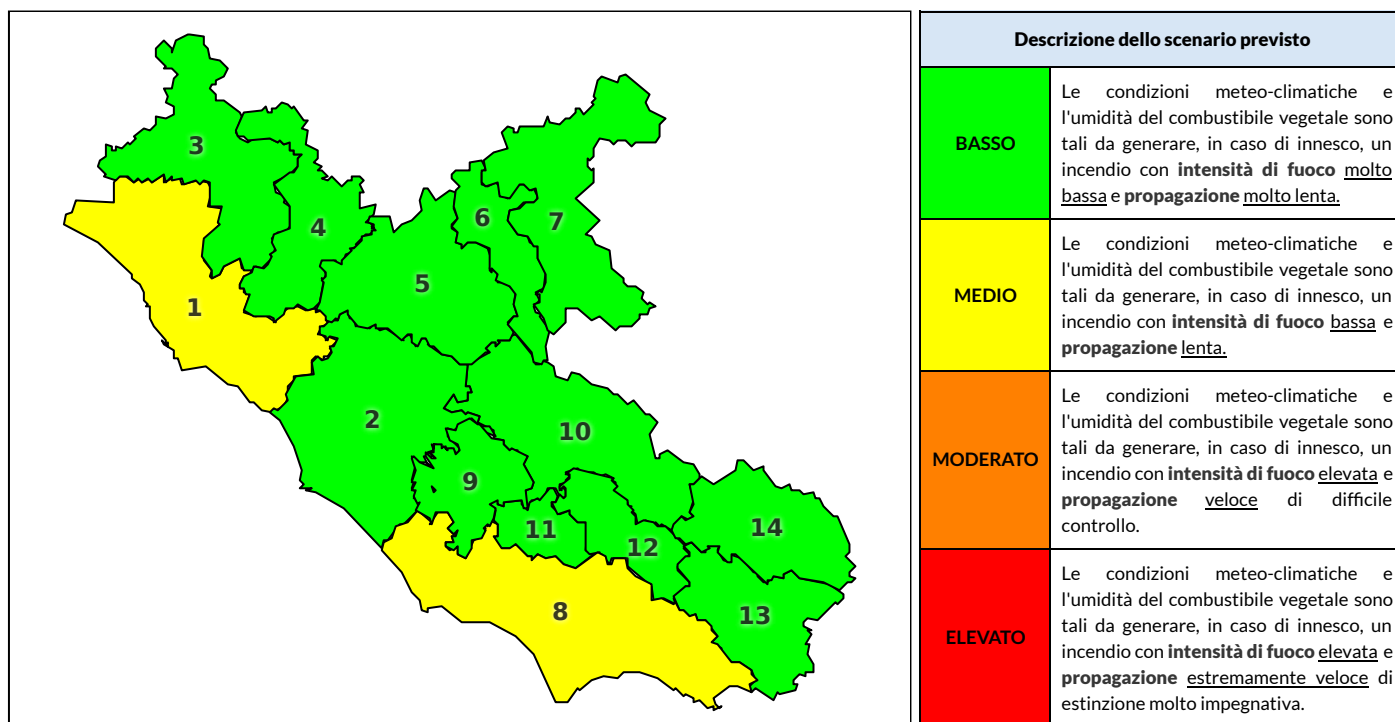 3
4
6
7
5
1
2
10
9
11
12
14
8
13
Descrizione dello scenario previsto
BASSO
Le condizioni meteo-climatiche e
l'umidità del combustibile vegetale sono
tali da generare, in caso di innesco, un
incendio con intensità di fuoco molto
bassa e propagazione molto lenta.
MEDIO
Le condizioni meteo-climatiche e
l'umidità del combustibile vegetale sono
tali da generare, in caso di innesco, un
incendio con intensità di fuoco bassa e
propagazione lenta.
MODERATO
Le condizioni meteo-climatiche e
l'umidità del combustibile vegetale sono
tali da generare, in caso di innesco, un
incendio con intensità di fuoco elevata e
propagazione veloce di difficile
controllo.
ELEVATO
Le condizioni meteo-climatiche e
l'umidità del combustibile vegetale sono
tali da generare, in caso di innesco, un
incendio con intensità di fuoco elevata e
propagazione estremamente veloce di
estinzione molto impegnativa.